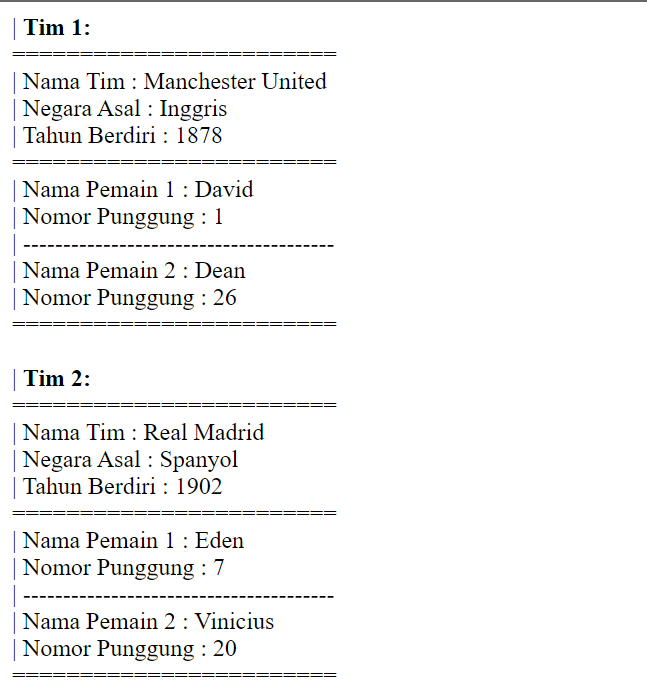 | Tim 1:
========================
| Nama Tim : Manchester United
| Negara Asal : Inggris
| Tahun Berdiri : 1878
========================
| Nama Pemain 1 : David
| Nomor Punggung : 1
| ---------------------------------------
| Nama Pemain 2 : Dean
| Nomor Punggung : 26
========================
| Tim 2:
========================
| Nama Tim : Real Madrid
| Negara Asal : Spanyol
| Tahun Berdiri : 1902
========================
| Nama Pemain 1 : Eden
| Nomor Punggung : 7
| ---------------------------------------
| Nama Pemain 2 : Vinicius
| Nomor Punggung : 20
========================